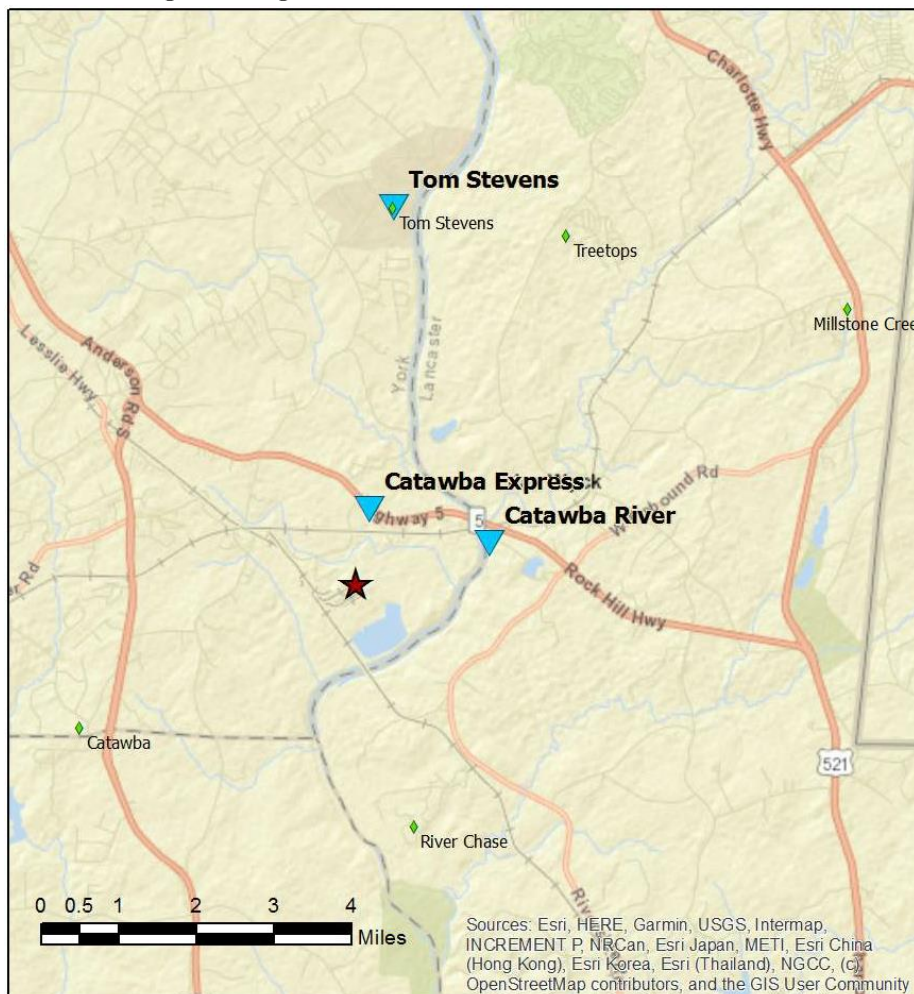 Charlotte Hwy
Tom Stevens
Tom Stevens
Treetops
Millstone Cree
York
Lancaster
Lesslie Hwy
Anderson Rd S
Catawba Express
ghway 5
5
Catawba River
Rd
Rock Hill Hwy
er Rd
Catawba
521
River Chase
0 0.5 1 2 3 4
Miles
Sources: Esri, HERE, Garmin, USGS, Intermap,
INCREMENT P, NRCan, Esri Japan, METI, Esri China
(Hong Kong), Esri Korea, Esri (Thailand), NGCC, (c)
OpenStreetMap contributors, and the GIS User Community